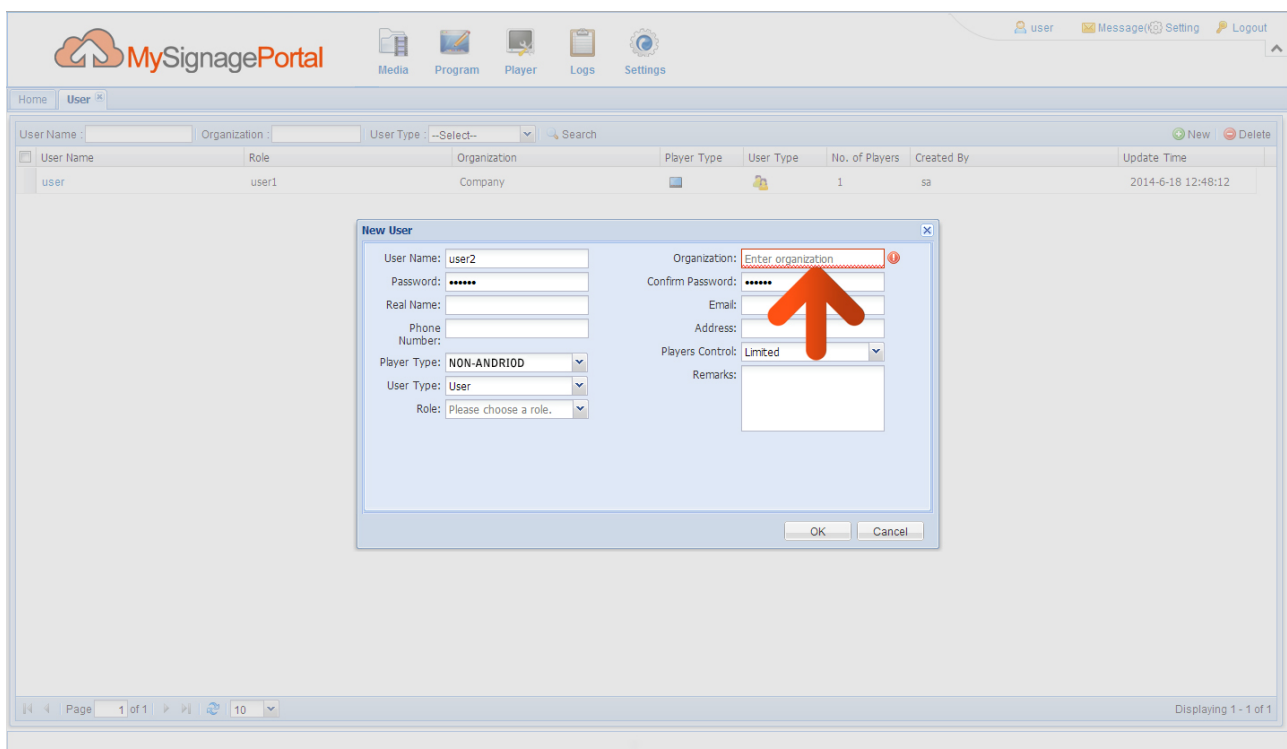 user Message( Setting Logout
MySignagePortal
Media Program Player Logs Settings
Home User
User Name : Organization : User Type : --Select-- Search New Delete
User Name Role Organization Player Type User Type No. of Players Created By Update Time
user user1 Company 1 sa 2014-6-18 12:48:12
New User
User Name: user2 Organization: Enter organization
Password: •••••• Confirm Password: ••••••
Real Name: Email:
Phone Number: Address:
Player Type: NON-ANDRIOD Players Control: Limited
User Type: User Remarks:
Role: Please choose a role.
OK Cancel
Page 1 of 1 10 Displaying 1 - 1 of 1